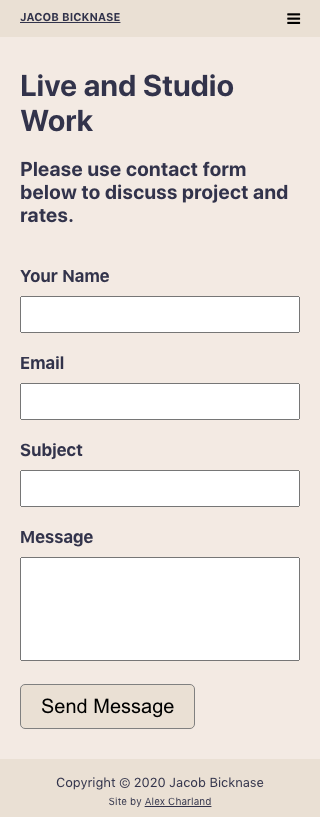 JACOB BICKNASE
Live and Studio
Work
Please use contact form
below to discuss project and
rates.
Your Name
Email
Subject
Message
Send Message
Copyright © 2020 Jacob Bicknase
Site by Alex Charland